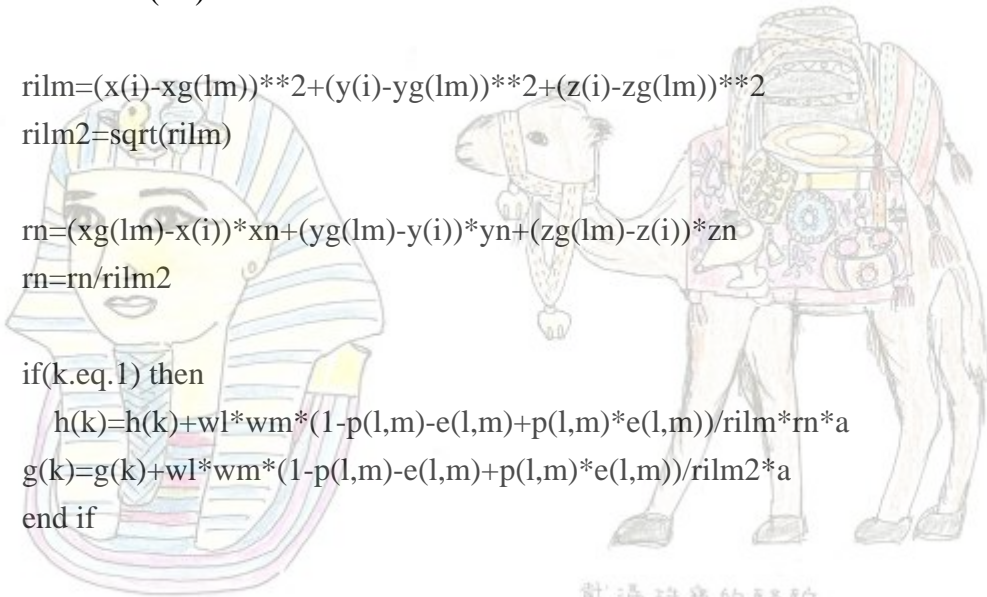 rilm=(x(i)-xg(lm))**2+(y(i)-yg(lm))**2+(z(i)-zg(lm))**2
rilm2=sqrt(rilm)
rn=(xg(lm)-x(i))*xn+(yg(lm)-y(i))*yn+(zg(lm)-z(i))*zn
rn=rn/rilm2
if(k.eq.1) then
h(k)=h(k)+wl*wm*(1-p(l,m)-e(l,m)+p(l,m)*e(l,m))/rilm*rn*a
g(k)=g(k)+wl*wm*(1-p(l,m)-e(l,m)+p(l,m)*e(l,m))/rilm2*a
end if